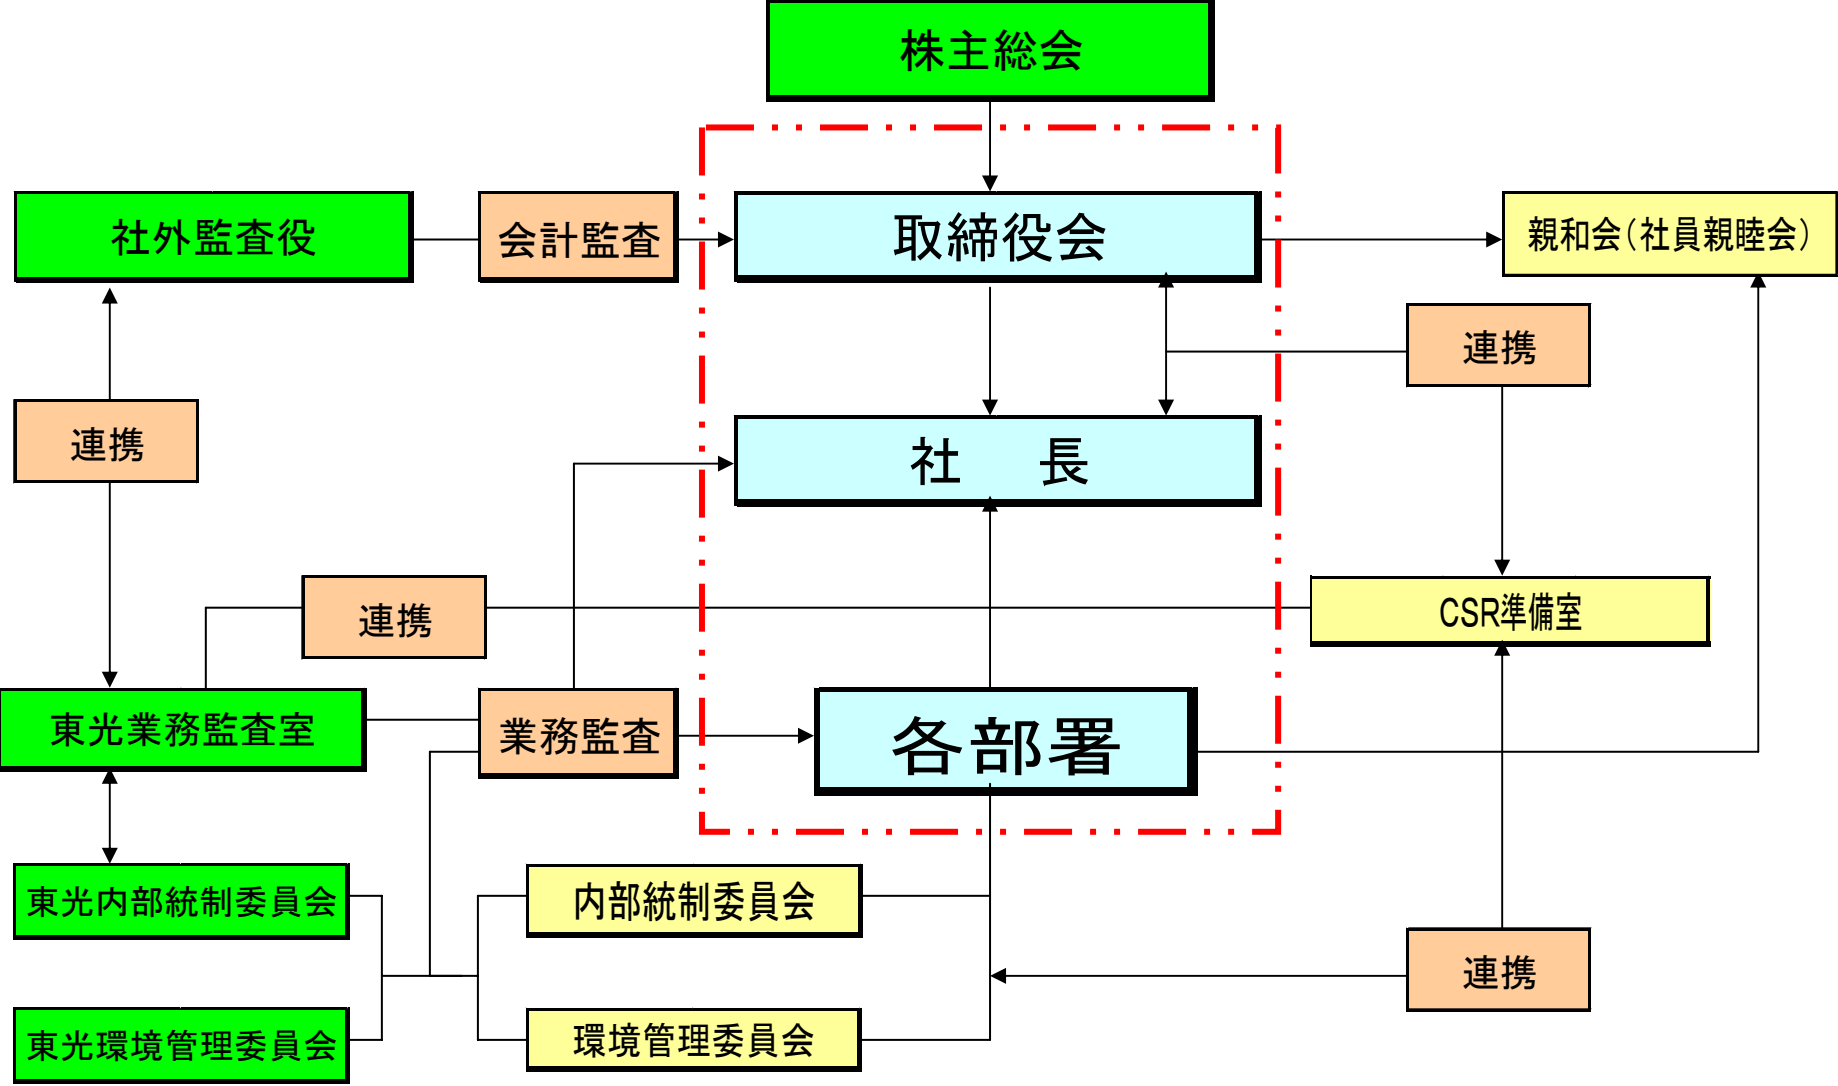 株主総会
社外監査役
会計監査
取締役会
親和会(社員親睦会)
連携
連携
社　長
連携
CSR準備室
東光業務監査室
業務監査
各部署
東光内部統制委員会
内部統制委員会
連携
東光環境管理委員会
環境管理委員会